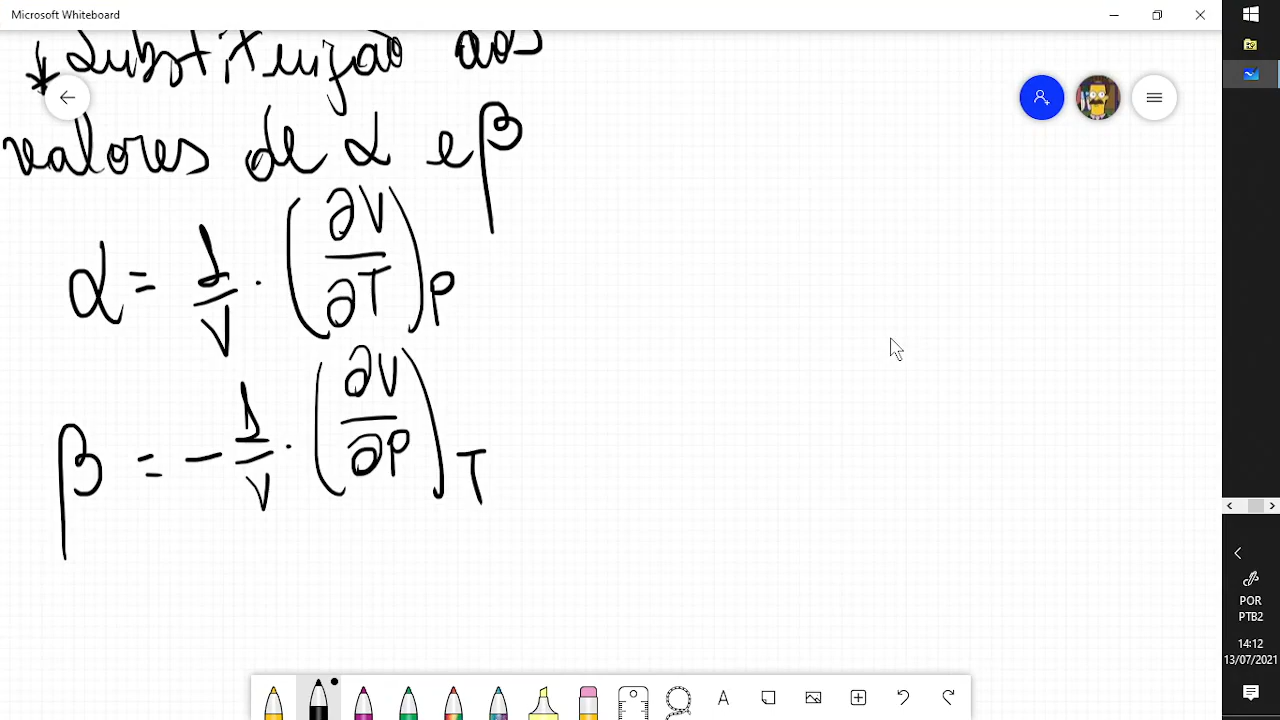 Microsoft Whiteboard
* Substituição dos
valores de α e β
α = 1/V · (∂V/∂T)P
β = - 1/V · (∂V/∂P)T
A
POR
PTB2
14:12
13/07/2021